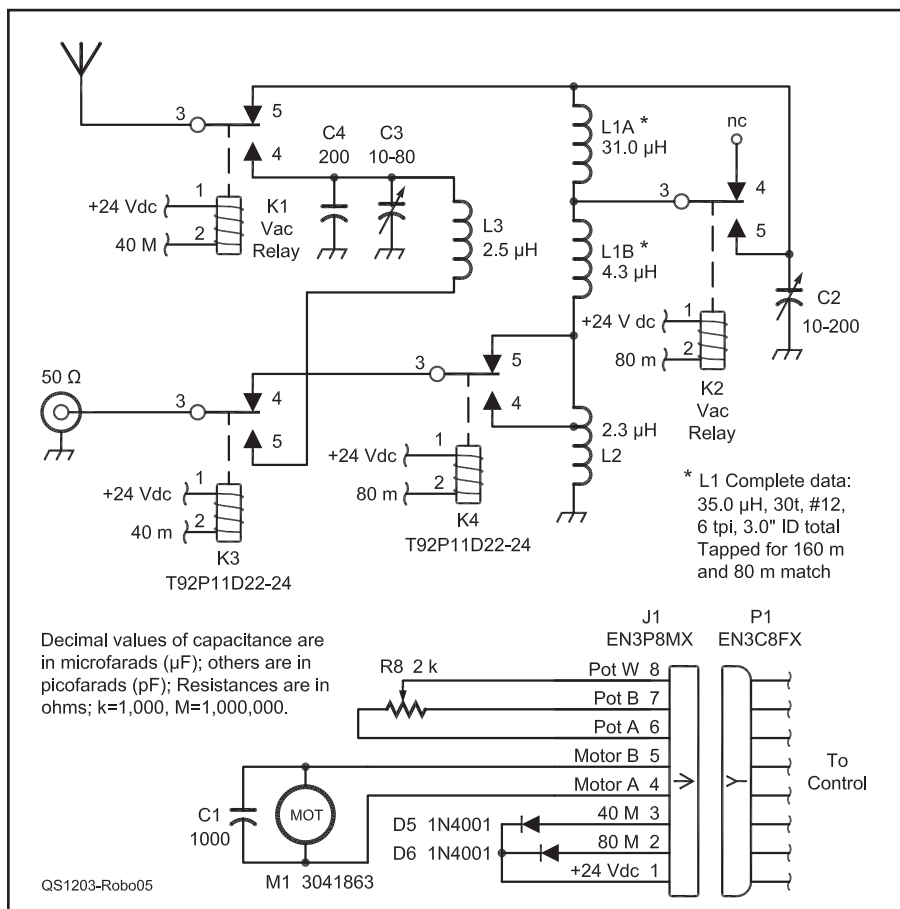 3
5
4
1
+24 Vdc
2
40 M
K1
Vac
Relay
C4
200
C3
10-80
L3
2.5 µH
L1A *
31.0 µH
L1B *
4.3 µH
nc
3
4
5
1
+24 V dc
2
80 m
K2
Vac
Relay
C2
10-200
50 Ω
3
4
5
1
+24 Vdc
2
40 m
K3
T92P11D22-24
3
5
4
1
+24 Vdc
2
80 m
K4
T92P11D22-24
2.3 µH
L2
* L1 Complete data:
35.0 µH, 30t, #12,
6 tpi, 3.0" ID total
Tapped for 160 m
and 80 m match
Decimal values of capacitance are
in microfarads (µF); others are in
picofarads (pF); Resistances are in
ohms; k=1,000, M=1,000,000.
J1
EN3P8MX
P1
EN3C8FX
R8 2 k
Pot W 8
Pot B 7
Pot A 6
Motor B 5
Motor A 4
40 M 3
80 M 2
+24 Vdc 1
To
Control
C1
1000
MOT
M1 3041863
D5 1N4001
D6 1N4001
QS1203-Robo05